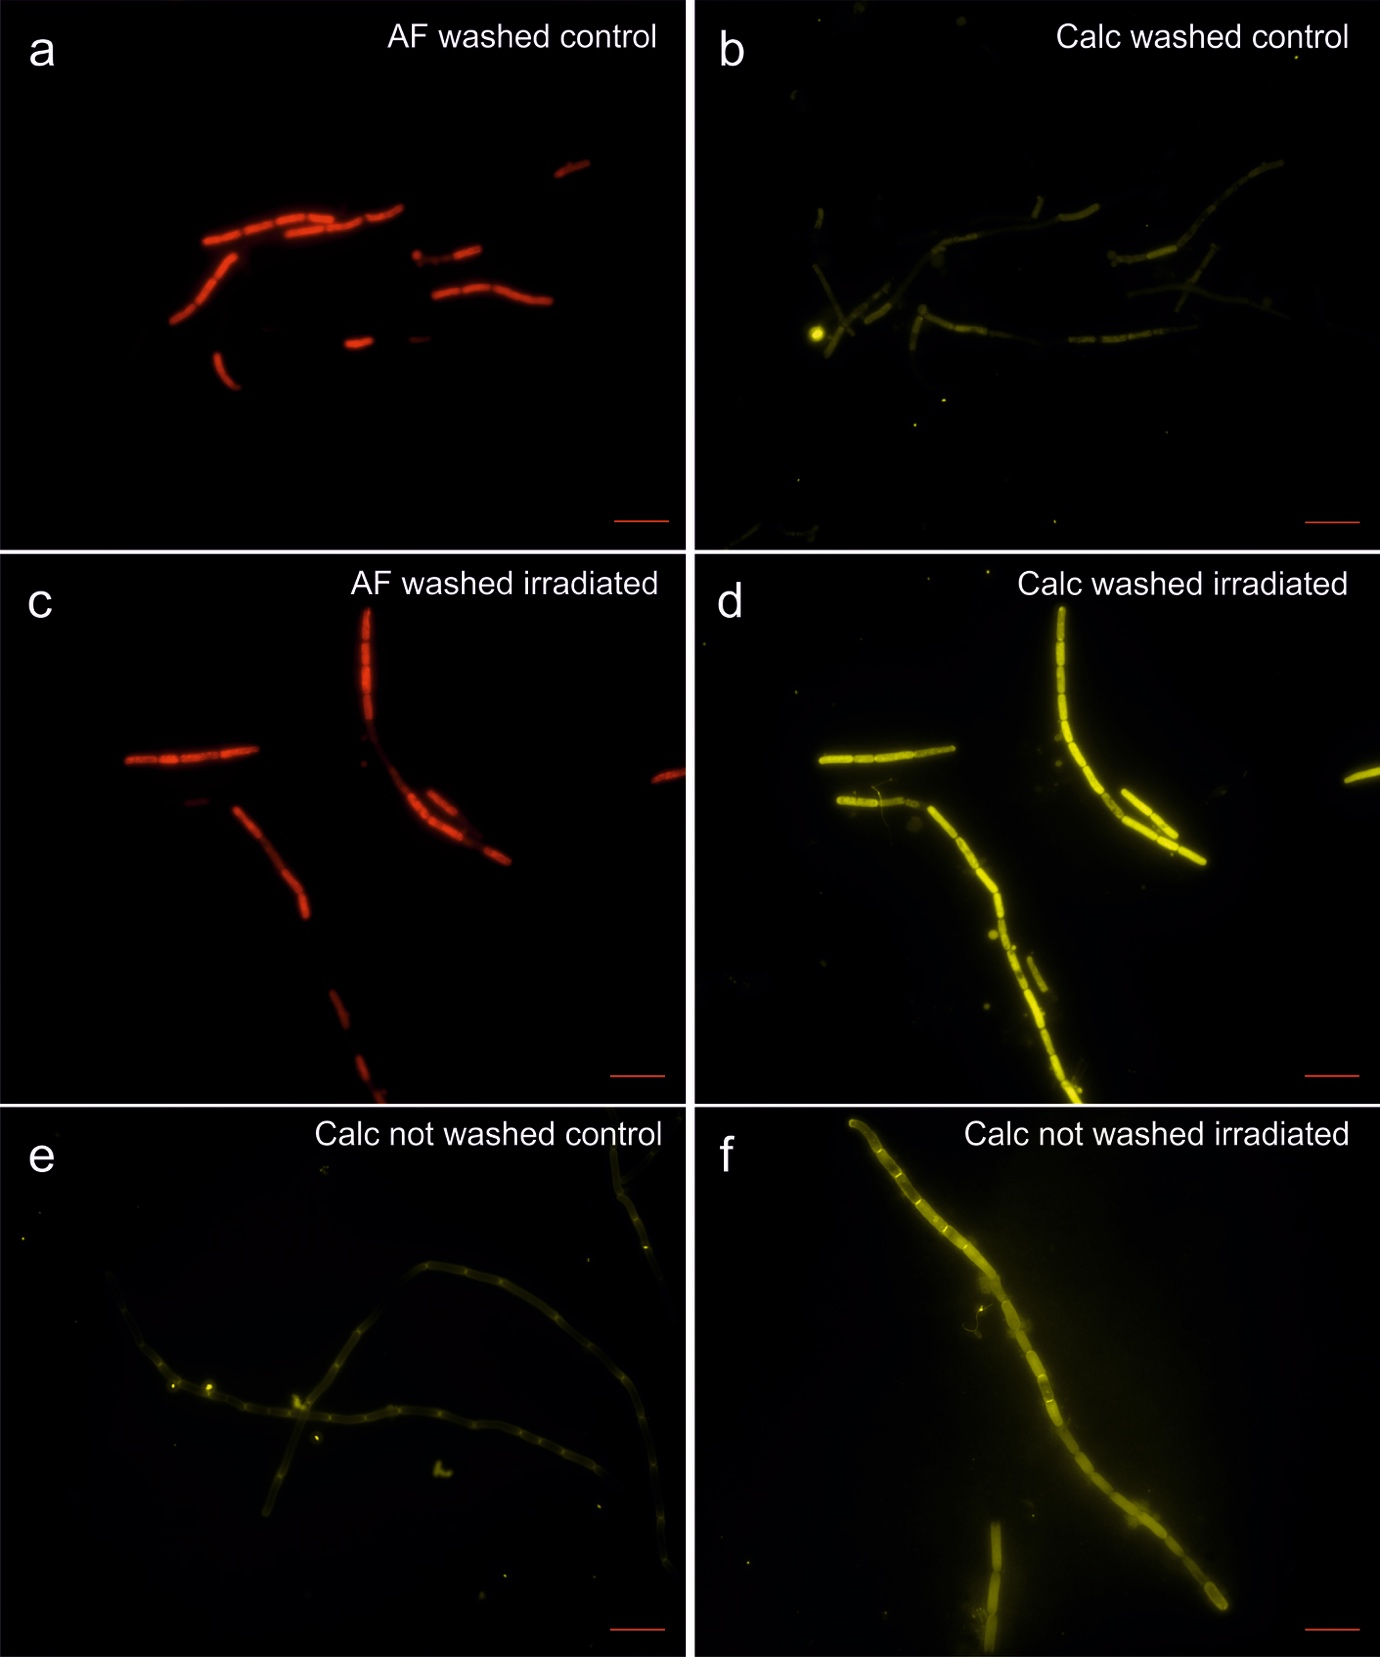 a
AF washed control
b
Calc washed control
c
AF washed irradiated
d
Calc washed irradiated
e
Calc not washed control
f
Calc not washed irradiated